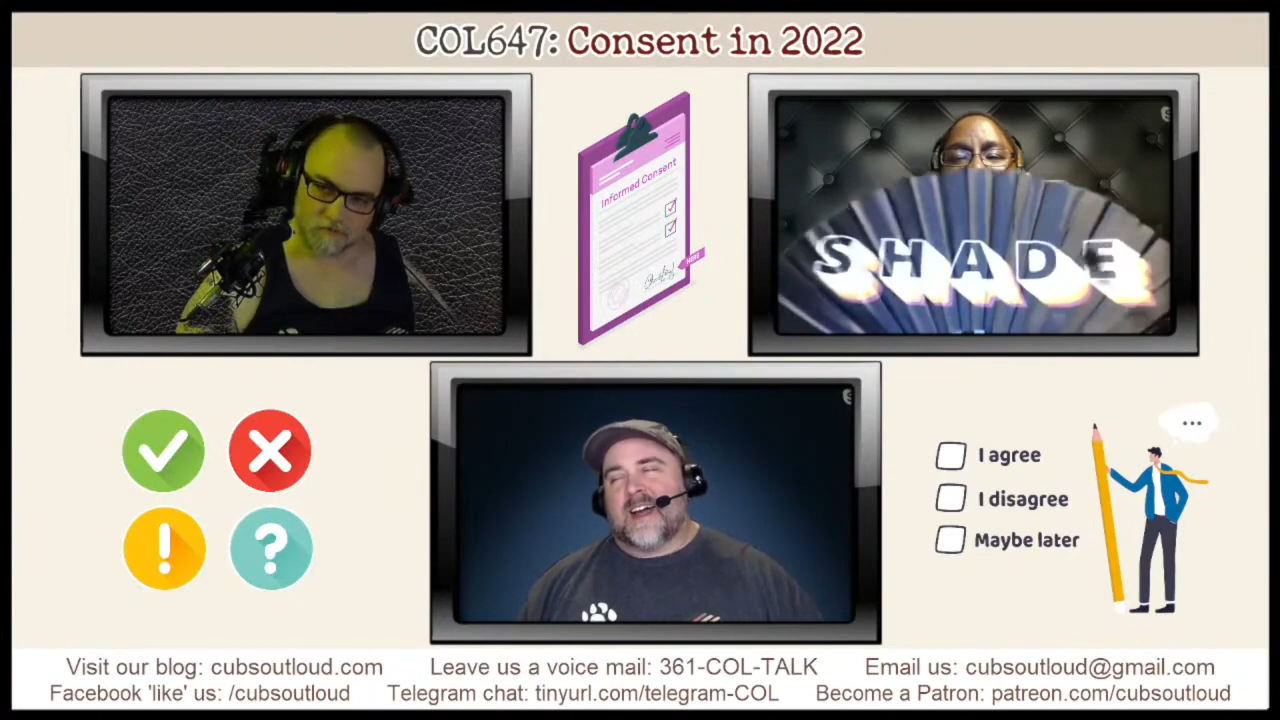 COL647: Consent in 2022
Informed Consent
HERE
SHADE
I agree
I disagree
Maybe later
Visit our blog: cubsoutloud.com Leave us a voice mail: 361-COL-TALK Email us: cubsoutloud@gmail.com
Facebook 'like' us: /cubsoutloud Telegram chat: tinyurl.com/telegram-COL Become a Patron: patreon.com/cubsoutloud